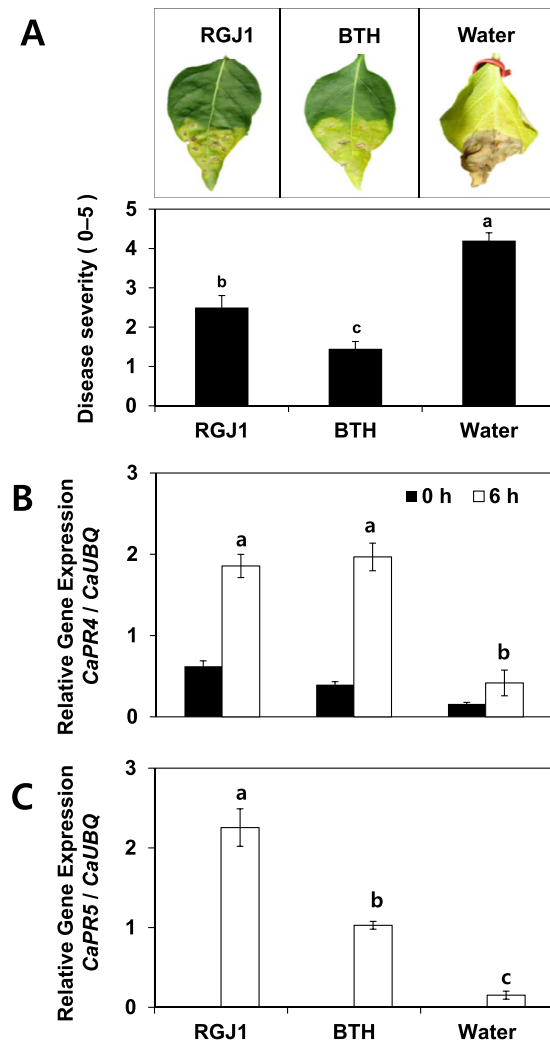 A
RGJ1 BTH Water
Disease severity ( 0–5 )
5
4
3
2
1
0
b
c
a
RGJ1 BTH Water
B
Relative Gene Expression
CaPR4 / CaUBQ
3
2
1
0
0 h 6 h
a
a
b
C
Relative Gene Expression
CaPR5 / CaUBQ
3
2
1
0
a
b
c
RGJ1 BTH Water